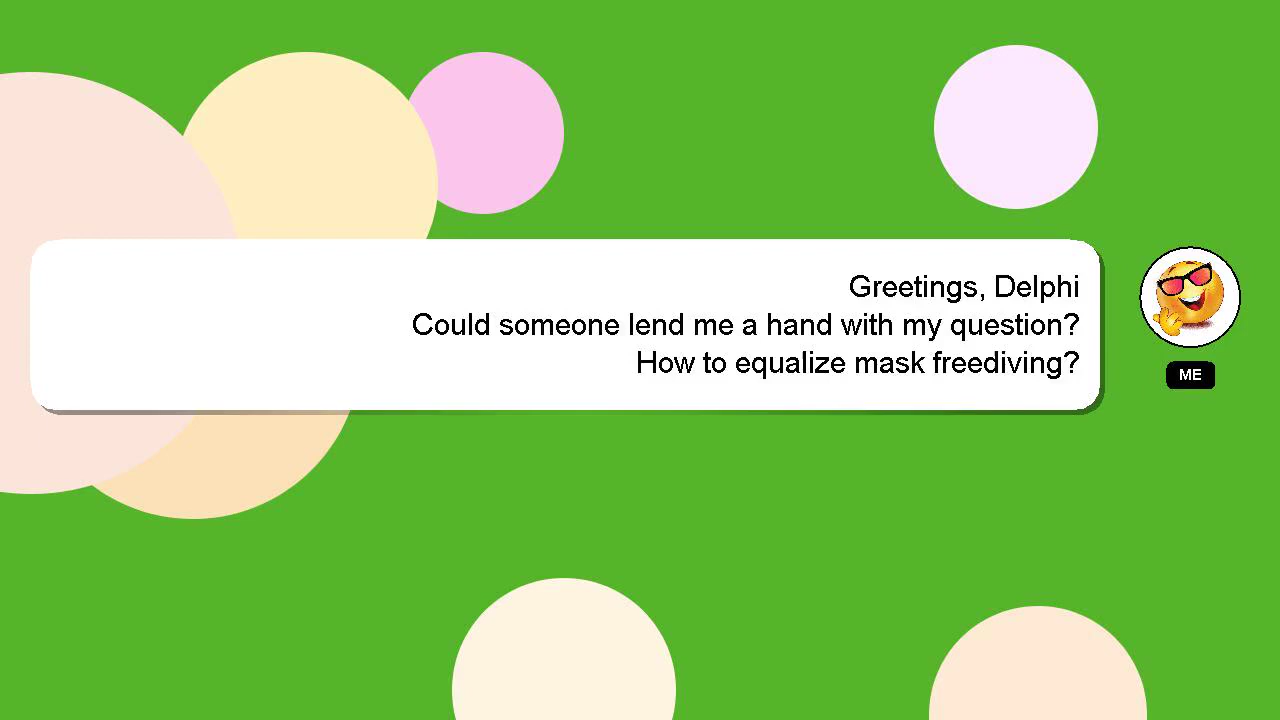 Greetings, Delphi
Could someone lend me a hand with my question?
How to equalize mask freediving?
ME